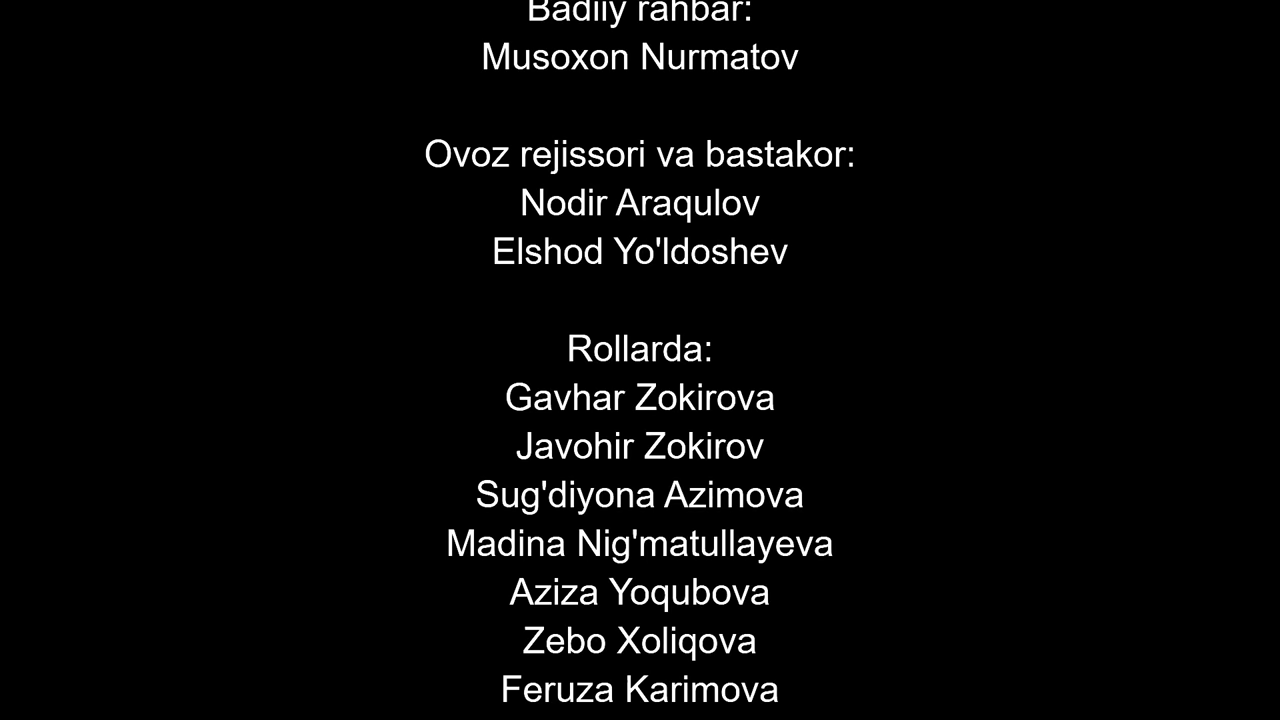 Badiiy rahbar:
Musoxon Nurmatov
Ovoz rejissori va bastakor:
Nodir Araqulov
Elshod Yo'ldoshev
Rollarda:
Gavhar Zokirova
Javohir Zokirov
Sug'diyona Azimova
Madina Nig'matullayeva
Aziza Yoqubova
Zebo Xoliqova
Feruza Karimova